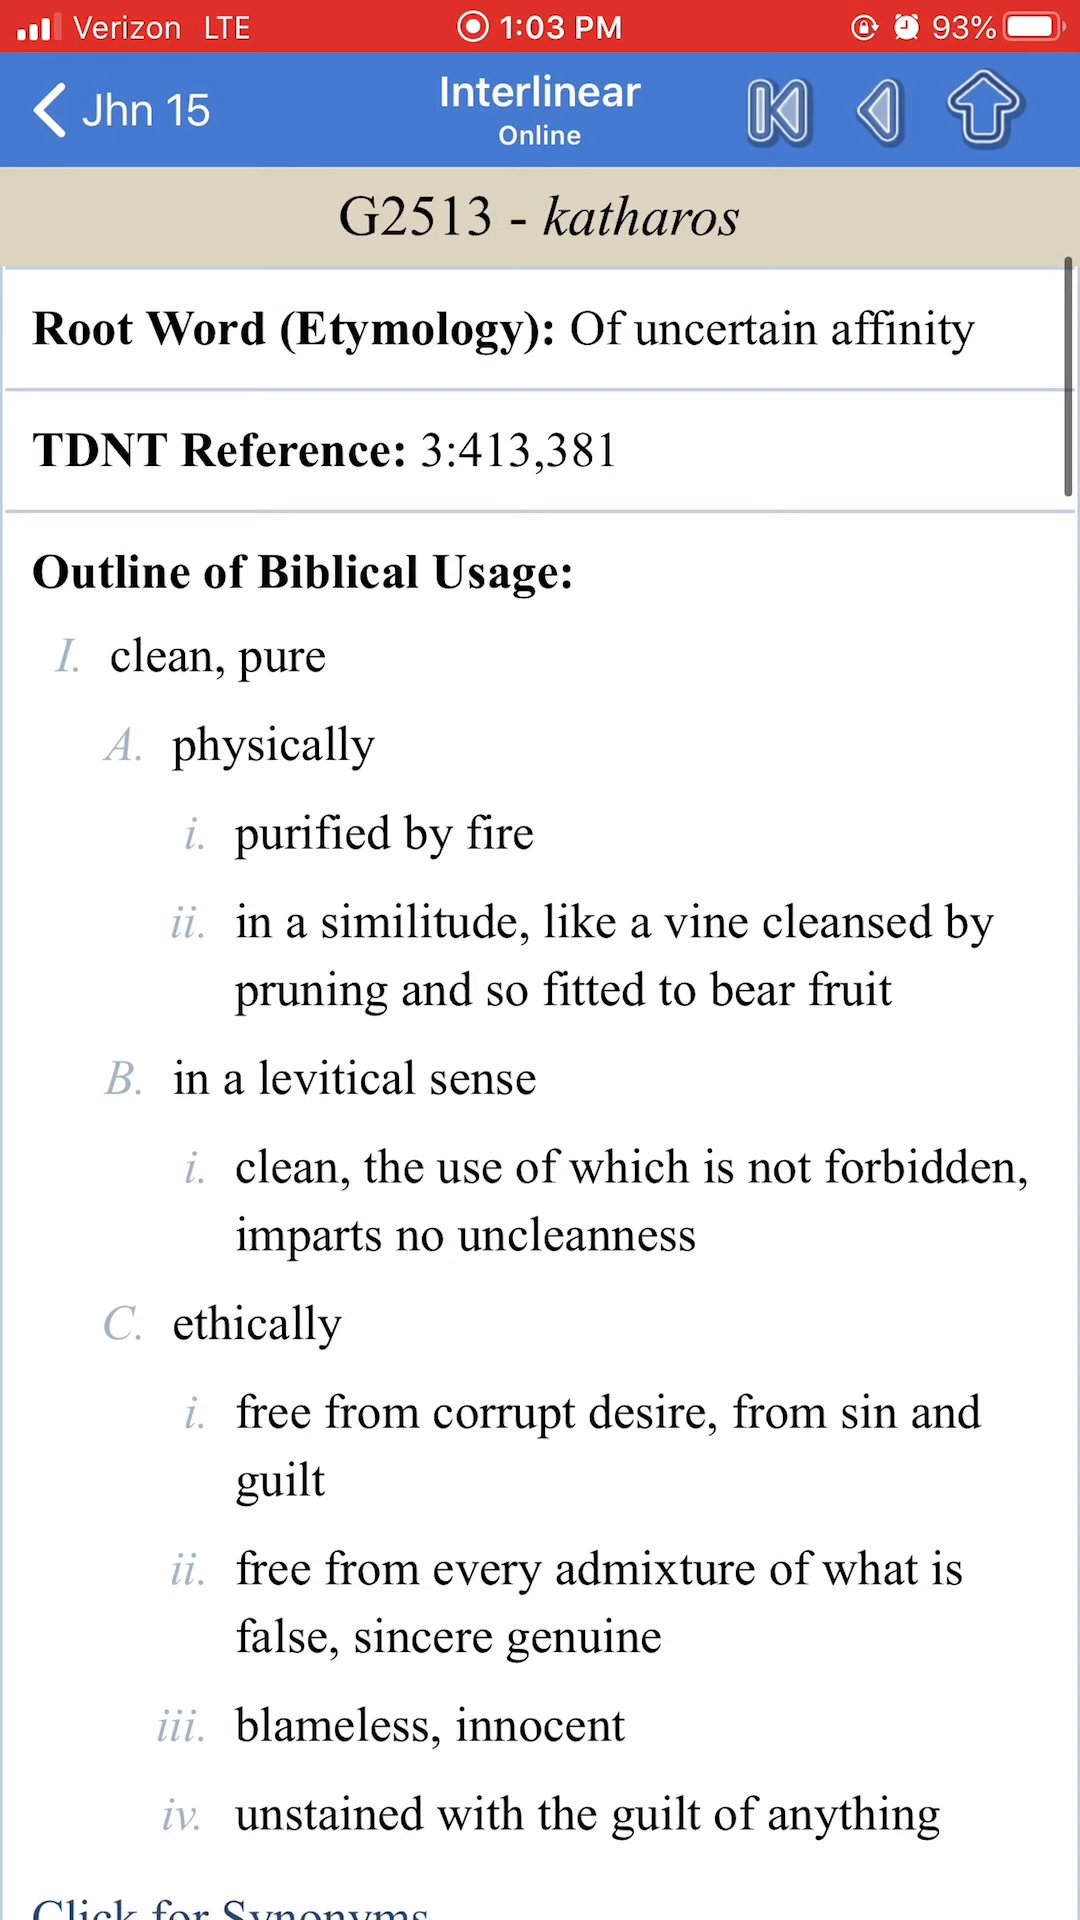 Verizon LTE 1:03 PM 93%
Jhn 15
Interlinear
Online
G2513 - katharos
Root Word (Etymology): Of uncertain affinity
TDNT Reference: 3:413,381
Outline of Biblical Usage:
I. clean, pure
A. physically
i. purified by fire
ii. in a similitude, like a vine cleansed by
pruning and so fitted to bear fruit
B. in a levitical sense
i. clean, the use of which is not forbidden,
imparts no uncleanness
C. ethically
i. free from corrupt desire, from sin and
guilt
ii. free from every admixture of what is
false, sincere genuine
iii. blameless, innocent
iv. unstained with the guilt of anything
Click for Synonyms